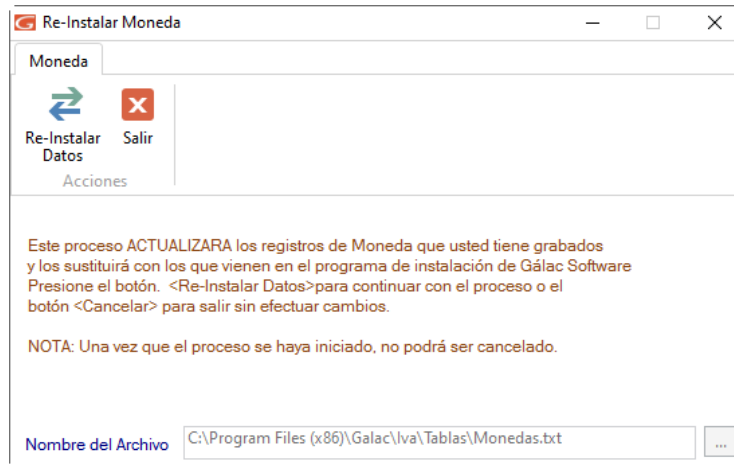 Re-Instalar Moneda
Moneda
Re-Instalar
Datos
Salir
Acciones
Este proceso ACTUALIZARA los registros de Moneda que usted tiene grabados
y los sustituirá con los que vienen en el programa de instalación de Gálac Software
Presione el botón.  <Re-Instalar Datos>para continuar con el proceso o el
botón <Cancelar> para salir sin efectuar cambios.
NOTA: Una vez que el proceso se haya iniciado, no podrá ser cancelado.
Nombre del Archivo C:\Program Files (x86)\Galac\Iva\Tablas\Monedas.txt ...